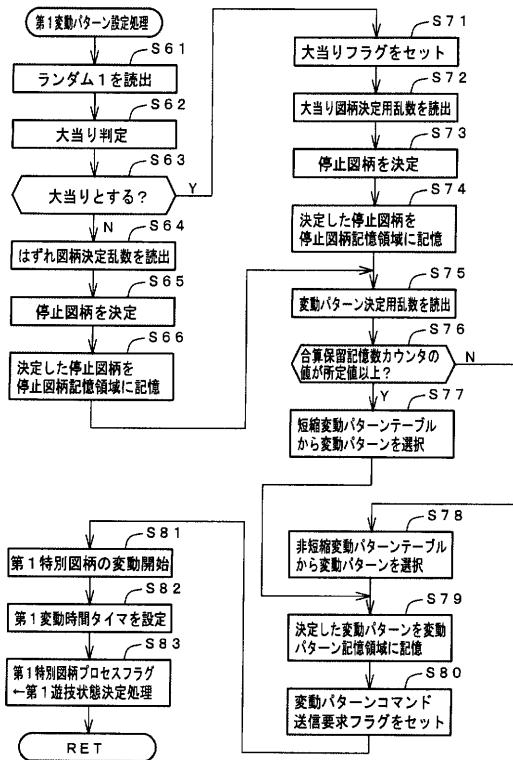 第1変動パターン設定処理
S61
ランダム1を読出
S62
大当り判定
S63
大当りとする?
Y
N
S64
はずれ図柄決定乱数を読出
S65
停止図柄を決定
S66
決定した停止図柄を
停止図柄記憶領域に記憶
S71
大当りフラグをセット
S72
大当り図柄決定用乱数を読出
S73
停止図柄を決定
S74
決定した停止図柄を
停止図柄記憶領域に記憶
S75
変動パターン決定用乱数を読出
S76
合算保留記憶数カウンタの
値が所定値以上?
N
Y
S77
短縮変動パターンテーブル
から変動パターンを選択
S78
非短縮変動パターンテーブル
から変動パターンを選択
S79
決定した変動パターンを変動
パターン記憶領域に記憶
S80
変動パターンコマンド
送信要求フラグをセット
S81
第1特別図柄の変動開始
S82
第1変動時間タイマを設定
S83
第1特別図柄プロセスフラグ
←第1遊技状態決定処理
RET